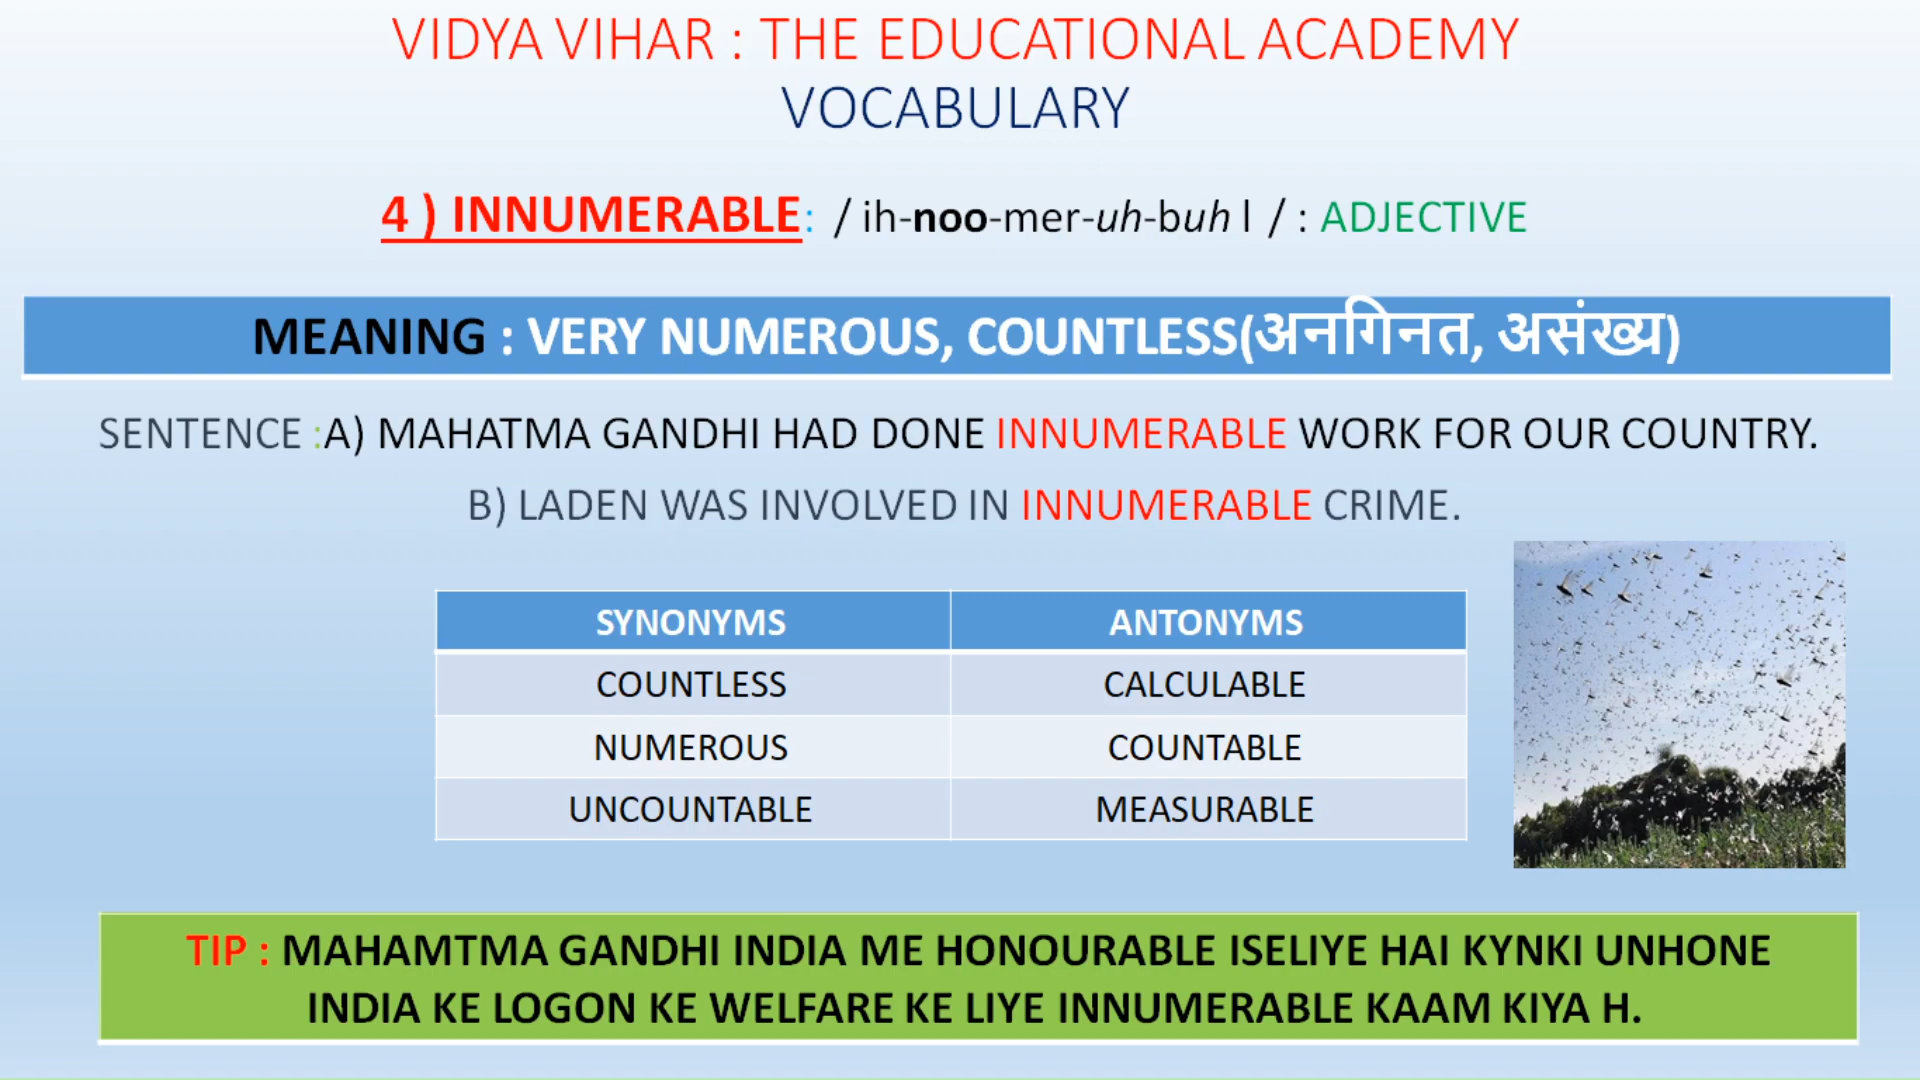 VIDYA VIHAR : THE EDUCATIONAL ACADEMY
VOCABULARY
4 ) INNUMERABLE: / ih-noo-mer-uh-buh l / : ADJECTIVE
MEANING : VERY NUMEROUS, COUNTLESS(अनगिनत, असंख्य)
SENTENCE :A) MAHATMA GANDHI HAD DONE INNUMERABLE WORK FOR OUR COUNTRY.
B) LADEN WAS INVOLVED IN INNUMERABLE CRIME.
SYNONYMS ANTONYMS
COUNTLESS CALCULABLE
NUMEROUS COUNTABLE
UNCOUNTABLE MEASURABLE
TIP : MAHAMTMA GANDHI INDIA ME HONOURABLE ISELIYE HAI KYNKI UNHONE
INDIA KE LOGON KE WELFARE KE LIYE INNUMERABLE KAAM KIYA H.